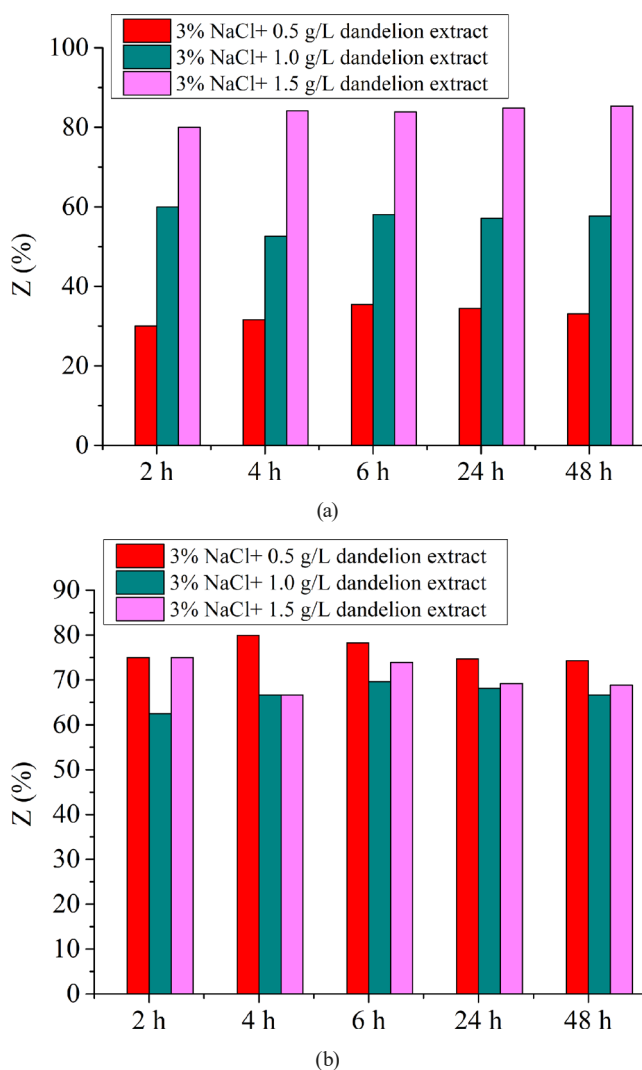 3% NaCl+ 0.5 g/L dandelion extract
3% NaCl+ 1.0 g/L dandelion extract
3% NaCl+ 1.5 g/L dandelion extract
Z (%)
100
80
60
40
20
0
2 h 4 h 6 h 24 h 48 h
(a)
3% NaCl+ 0.5 g/L dandelion extract
3% NaCl+ 1.0 g/L dandelion extract
3% NaCl+ 1.5 g/L dandelion extract
Z (%)
90
80
70
60
50
40
30
20
10
0
2 h 4 h 6 h 24 h 48 h
(b)